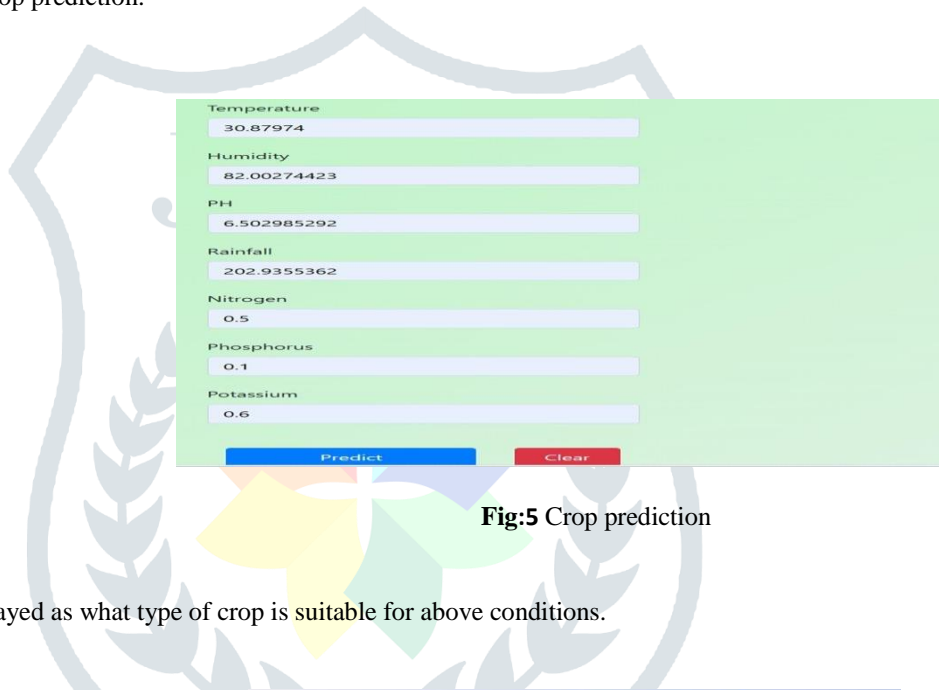 op prediction.
Temperature
30.87974
Humidity
82.00274423
PH
6.502985292
Rainfall
202.9355362
Nitrogen
0.5
Phosphorus
0.1
Potassium
0.6
Predict Clear
Fig:5 Crop prediction
ayed as what type of crop is suitable for above conditions.